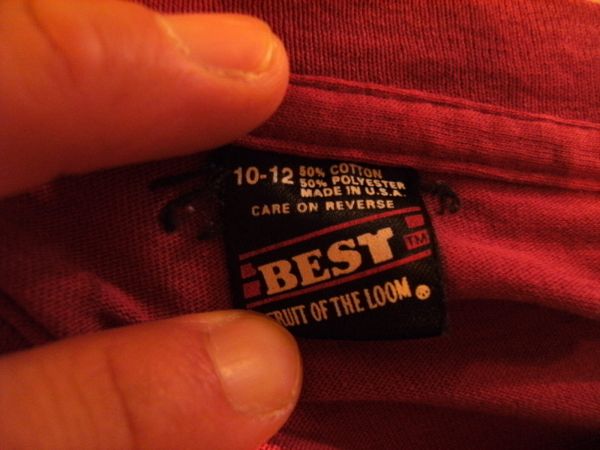 10-12 50% COTTON
50% POLYESTER
MADE IN U.S.A.
CARE ON REVERSE
BEST TM
FRUIT OF THE LOOM